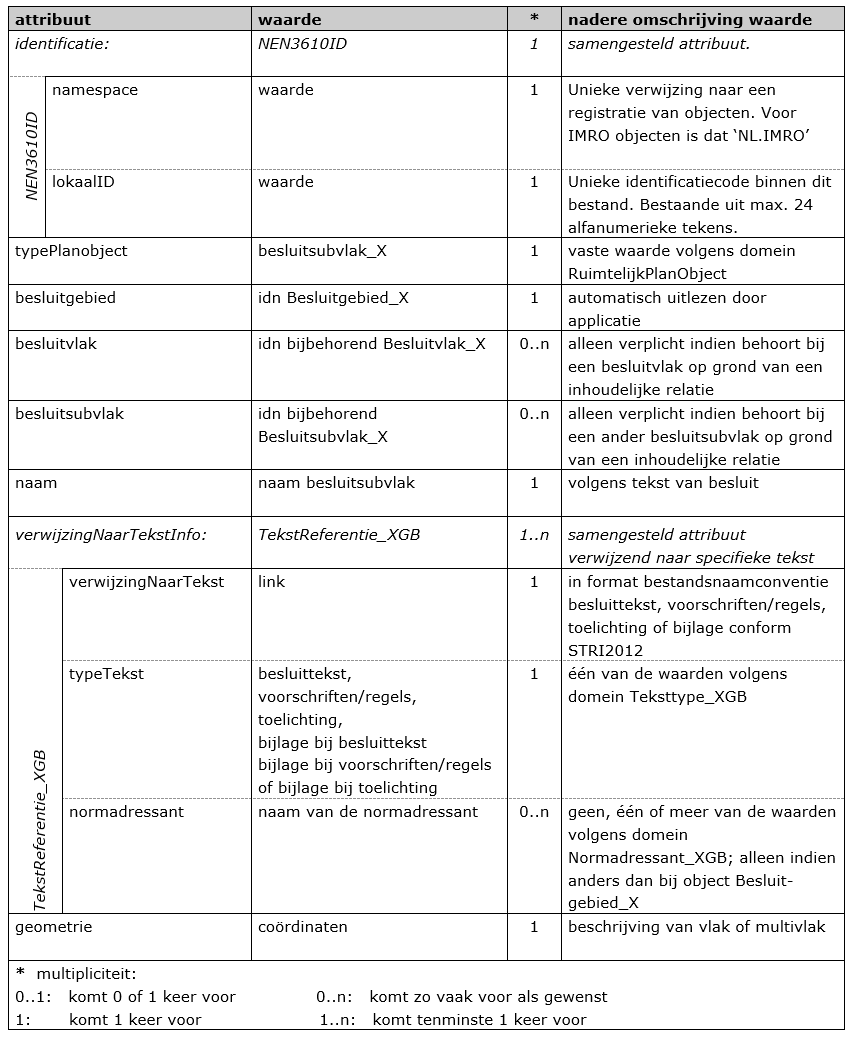 attribuut waarde * nadere omschrijving waarde
identificatie: NEN3610ID 1 samengesteld attribuut.
NEN3610ID
namespace waarde 1 Unieke verwijzing naar een
registratie van objecten. Voor
IMRO objecten is dat ‘NL.IMRO’
lokaalID waarde 1 Unieke identificatiecode binnen dit
bestand. Bestaande uit max. 24
alfanumerieke tekens.
typePlanobject besluitsubvlak_X 1 vaste waarde volgens domein
RuimtelijkPlanObject
besluitgebied idn Besluitgebied_X 1 automatisch uitlezen door
applicatie
besluitvlak idn bijbehorend Besluitvlak_X 0..n alleen verplicht indien behoort bij
een besluitvlak op grond van een
inhoudelijke relatie
besluitsubvlak idn bijbehorend 0..n alleen verplicht indien behoort bij
Besluitsubvlak_X een ander besluitsubvlak op grond
van een inhoudelijke relatie
naam naam besluitsubvlak 1 volgens tekst van besluit
verwijzingNaarTekstInfo: TekstReferentie_XGB 1..n samengesteld attribuut
verwijzend naar specifieke tekst
TekstReferentie_XGB
verwijzingNaarTekst link 1 in format bestandsnaamconventie
besluittekst, voorschriften/regels,
toelichting of bijlage conform
STRI2012
typeTekst besluittekst, 1 één van de waarden volgens
voorschriften/regels, domein Teksttype_XGB
toelichting,
bijlage bij besluittekst
bijlage bij voorschriften/regels
of bijlage bij toelichting
normadressant naam van de normadressant 0..n geen, één of meer van de waarden
volgens domein
Normadressant_XGB; alleen indien
anders dan bij object Besluit-
gebied_X
geometrie coördinaten 1 beschrijving van vlak of multivlak
* multipliciteit:
0..1: komt 0 of 1 keer voor 0..n: komt zo vaak voor als gewenst
1: komt 1 keer voor 1..n: komt tenminste 1 keer voor